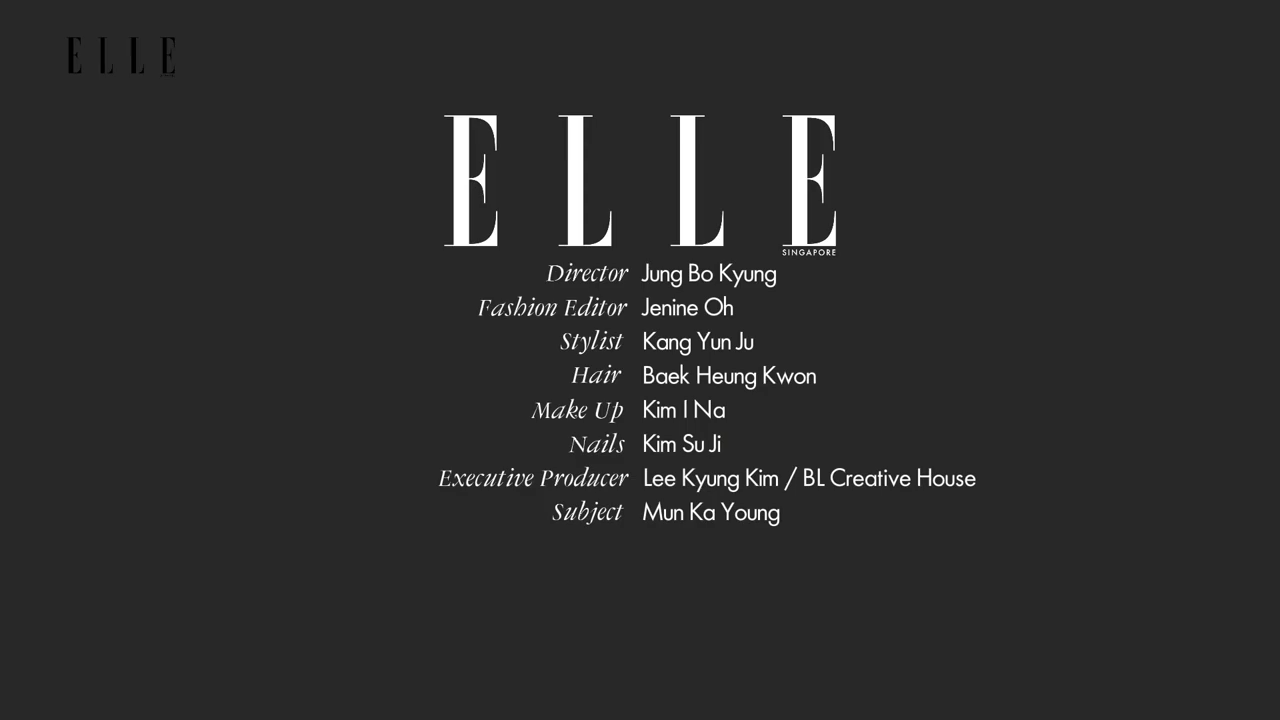 ELLE
ELLE
SINGAPORE
Director Jung Bo Kyung
Fashion Editor Jenine Oh
Stylist Kang Yun Ju
Hair Baek Heung Kwon
Make Up Kim I Na
Nails Kim Su Ji
Executive Producer Lee Kyung Kim / BL Creative House
Subject Mun Ka Young